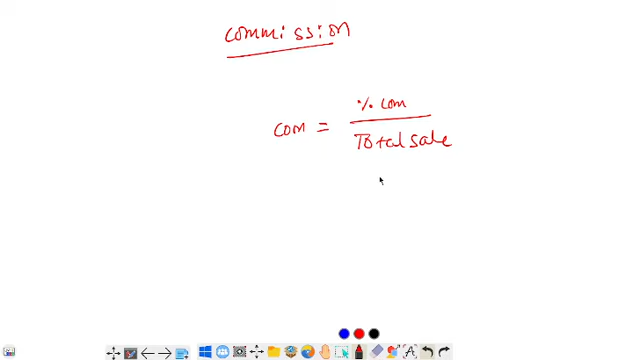 commission
com = % com / Total sale